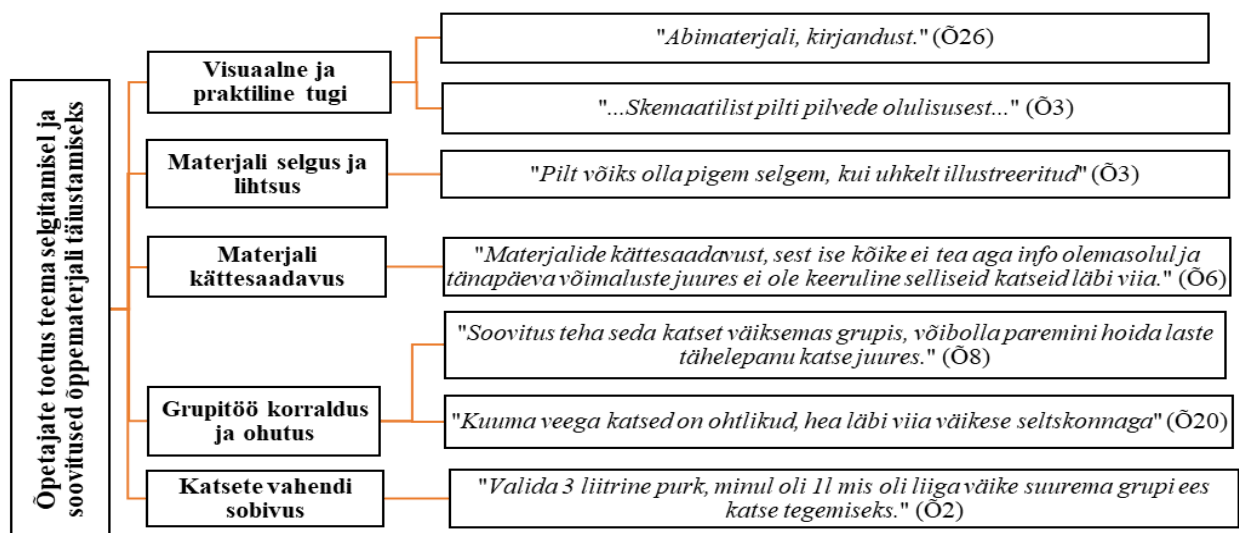 Õpetajate toetus teema selgitamisel ja
soovitused õppematerjali täiustamiseks
Visuaalne ja
praktiline tugi
"Abimaterjali, kirjandust." (Õ26)
"...Skemaatilist pilti pilvede olulisusest..." (Õ3)
Materjali selgus ja
lihtsus
"Pilt võiks olla pigem selgem, kui uhkelt illustreeritud" (Õ3)
Materjali
kättesaadavus
"Materjalide kättesaadavust, sest ise kõike ei tea aga info olemasolul ja
tänapäeva võimaluste juures ei ole keeruline selliseid katseid läbi viia." (Õ6)
Grupitöö korraldus
ja ohutus
"Soovitus teha seda katset väiksemas grupis, võibolla paremini hoida laste
tähelepanu katse juures." (Õ8)
"Kuuma veega katsed on ohtlikud, hea läbi viia väikese seltskonnaga" (Õ20)
Katsete vahendi
sobivus
"Valida 3 liitrine purk, minul oli 1l mis oli liiga väike suurema grupi ees
katse tegemiseks." (Õ2)